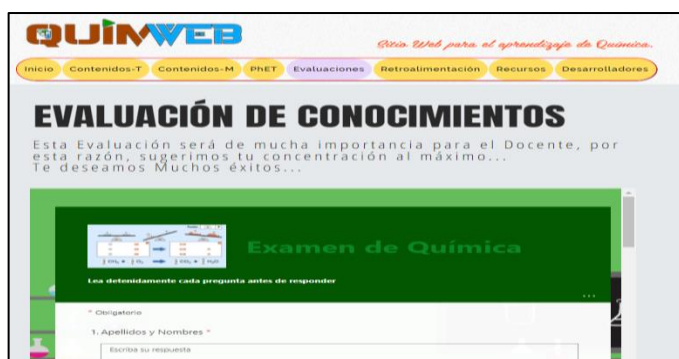 QUÍMWEB
Sitio Web para el aprendizaje de Química.
Inicio Contenidos-T Contenidos-M PhET Evaluaciones Retroalimentación Recursos Desarrolladores
EVALUACIÓN DE CONOCIMIENTOS
Esta Evaluación será de mucha importancia para el Docente, por
esta razón, sugerimos tu concentración al máximo...
Te deseamos Muchos éxitos...
Examen de Química
Lea detenidamente cada pregunta antes de responder
...
* Obligatorio
1. Apellidos y Nombres *
Escriba su respuesta